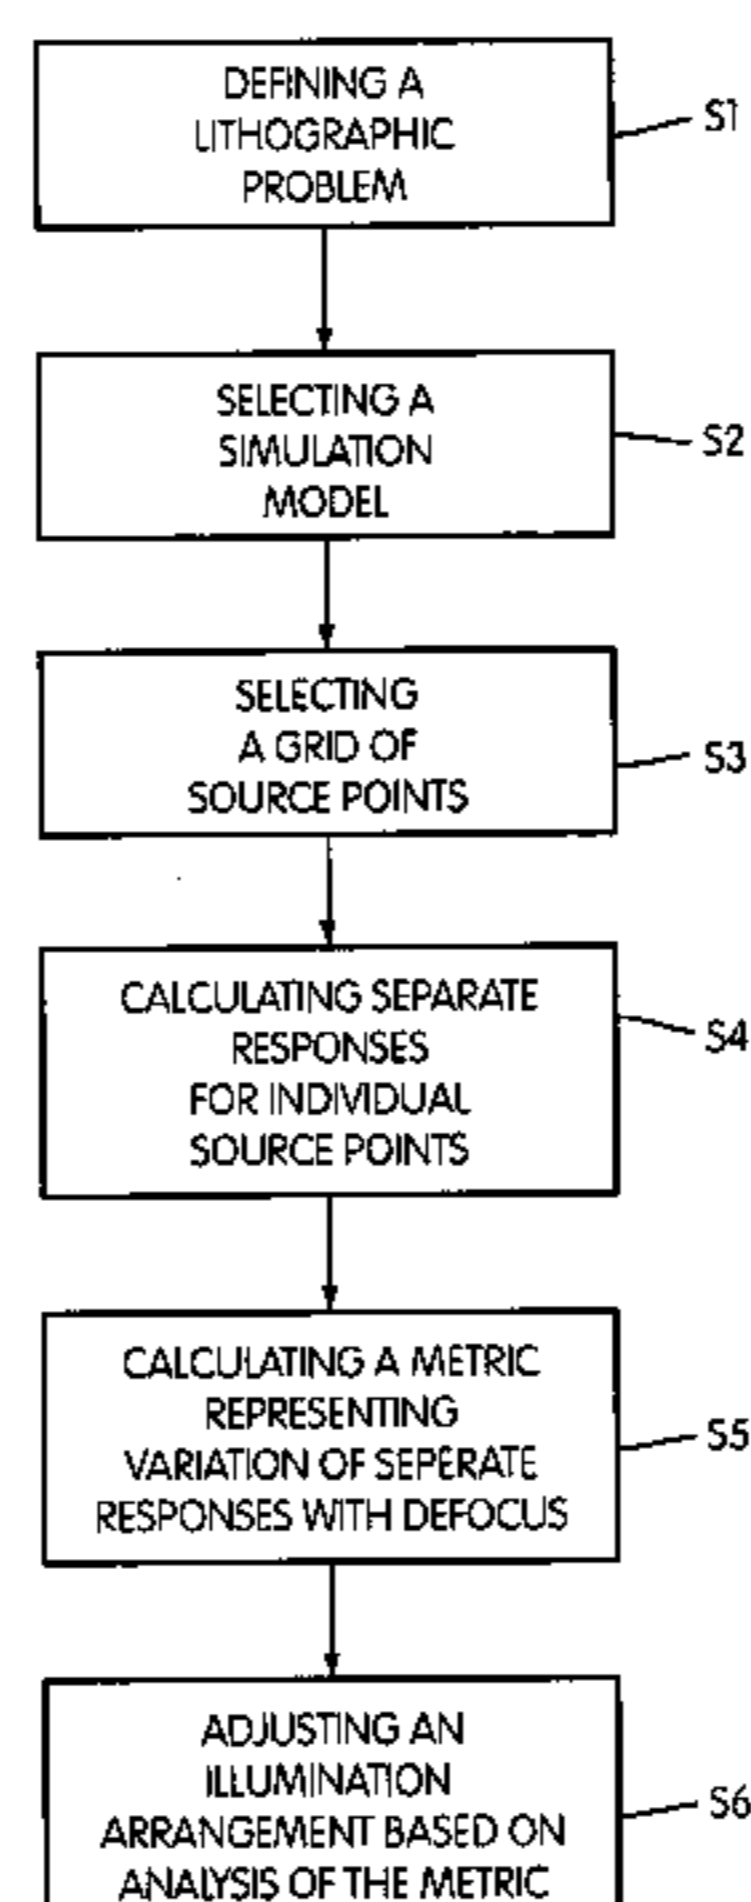 DEFINING A
LITHOGRAPHIC
PROBLEM
S1
SELECTING A
SIMULATION
MODEL
S2
SELECTING
A GRID OF
SOURCE POINTS
S3
CALCULATING SEPARATE
RESPONSES
FOR INDIVIDUAL
SOURCE POINTS
S4
CALCULATING A METRIC
REPRESENTING
VARIATION OF SEPERATE
RESPONSES WITH DEFOCUS
S5
ADJUSTING AN
ILLUMINATION
ARRANGEMENT BASED ON
ANALYSIS OF THE METRIC
S6